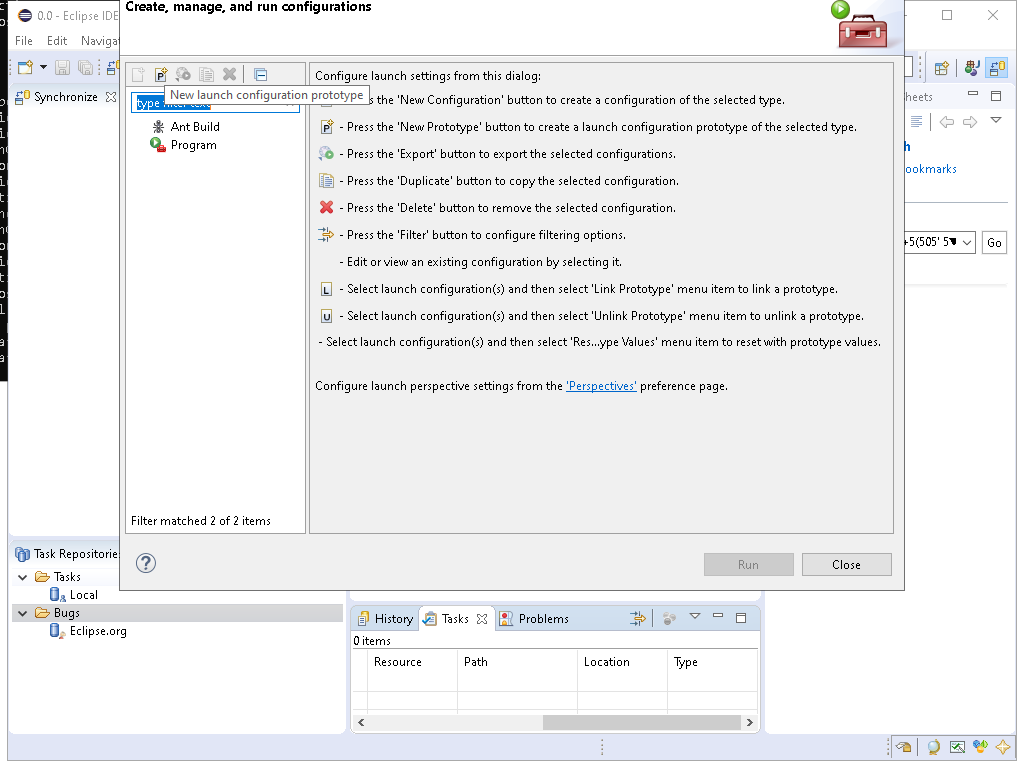 Create, manage, and run configurations
0.0 - Eclipse IDE
File Edit Navigat
Synchronize
New launch configuration prototype
type filter text
Ant Build
Program
Filter matched 2 of 2 items
Configure launch settings from this dialog:
the 'New Configuration' button to create a configuration of the selected type.
P - Press the 'New Prototype' button to create a launch configuration prototype of the selected type.
- Press the 'Export' button to export the selected configurations.
- Press the 'Duplicate' button to copy the selected configuration.
- Press the 'Delete' button to remove the selected configuration.
- Press the 'Filter' button to configure filtering options.
- Edit or view an existing configuration by selecting it.
L - Select launch configuration(s) and then select 'Link Prototype' menu item to link a prototype.
U - Select launch configuration(s) and then select 'Unlink Prototype' menu item to unlink a prototype.
- Select launch configuration(s) and then select 'Res...ype Values' menu item to reset with prototype values.
Configure launch perspective settings from the 'Perspectives' preference page.
? Run Close
heets
h
ookmarks
+5(505' 5 Go
Task Repositorie
Tasks
Local
Bugs
Eclipse.org
History Tasks Problems
0 items
Resource Path Location Type